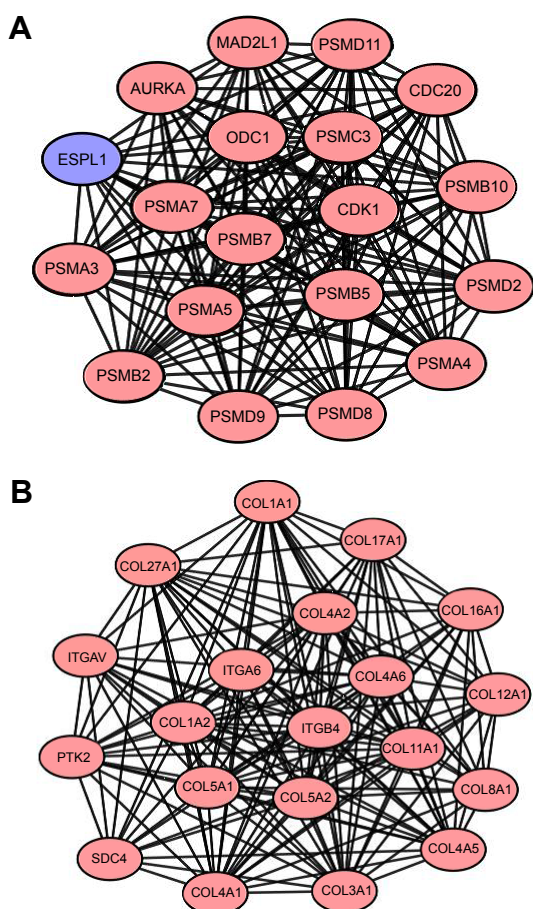 A
MAD2L1
PSMD11
AURKA
CDC20
ODC1
PSMC3
ESPL1
PSMB10
PSMA7
CDK1
PSMB7
PSMA3
PSMD2
PSMA5
PSMB5
PSMB2
PSMA4
PSMD9
PSMD8
B
COL1A1
COL17A1
COL27A1
COL4A2
COL16A1
ITGAV
ITGA6
COL4A6
COL12A1
COL1A2
ITGB4
COL11A1
PTK2
COL5A1
COL5A2
COL8A1
SDC4
COL4A5
COL4A1
COL3A1